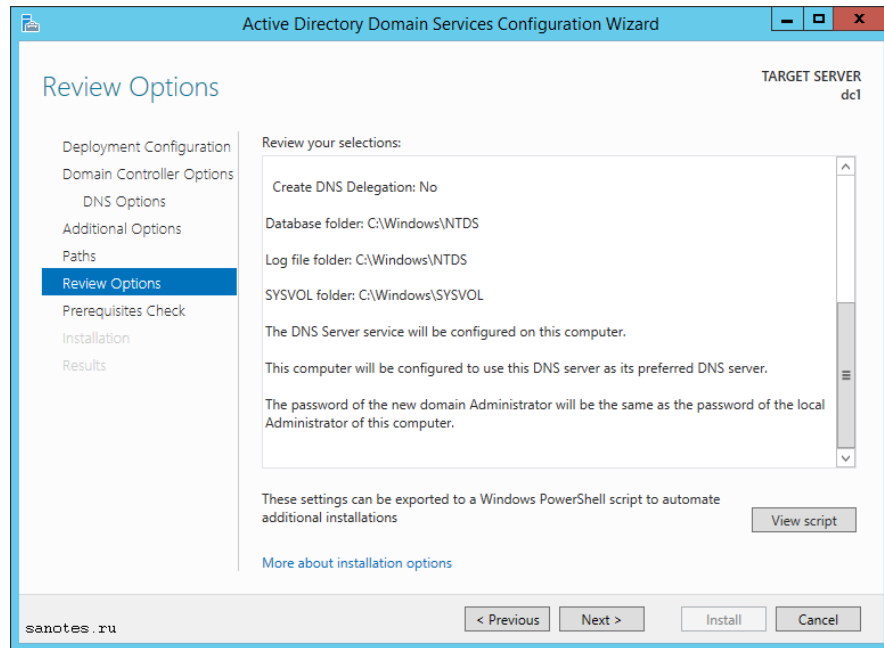 Active Directory Domain Services Configuration Wizard
Review Options
TARGET SERVER
dc1
Deployment Configuration
Domain Controller Options
DNS Options
Additional Options
Paths
Review Options
Prerequisites Check
Installation
Results
Review your selections:
Create DNS Delegation: No
Database folder: C:\Windows\NTDS
Log file folder: C:\Windows\NTDS
SYSVOL folder: C:\Windows\SYSVOL
The DNS Server service will be configured on this computer.
This computer will be configured to use this DNS server as its preferred DNS server.
The password of the new domain Administrator will be the same as the password of the local
Administrator of this computer.
These settings can be exported to a Windows PowerShell script to automate
additional installations
View script
More about installation options
< Previous
Next >
Install
Cancel
sanotes.ru